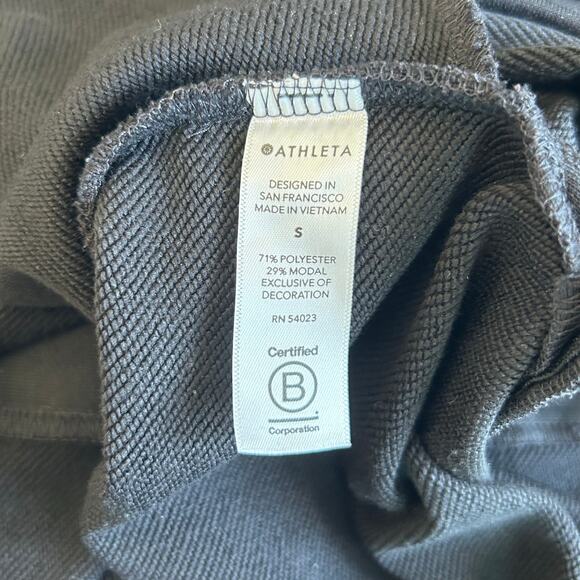 ATHLETA
DESIGNED IN
SAN FRANCISCO
MADE IN VIETNAM
S
71% POLYESTER
29% MODAL
EXCLUSIVE OF
DECORATION
RN 54023
Certified
B
Corporation